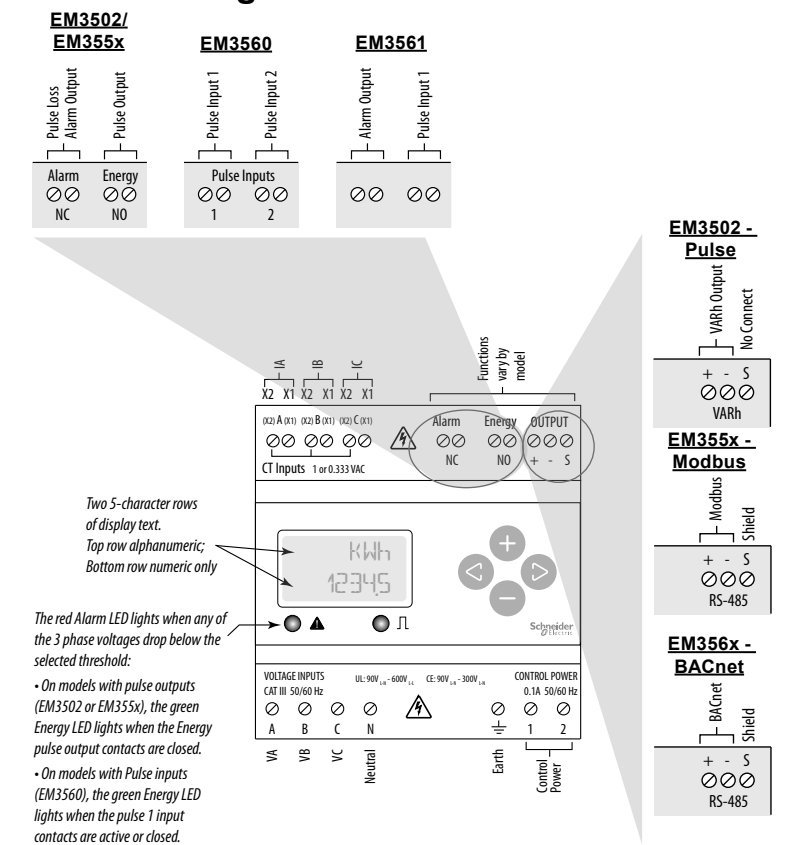 EM3502/
EM355x
EM3560
EM3561
Pulse Loss
Alarm Output
Pulse Output
Pulse Input 1
Pulse Input 2
Alarm Output
Pulse Input 1
Alarm
Energy
NC
NO
Pulse Inputs
1
2
EM3502 -
Pulse
VARh Output
No Connect
+ - S
VARh
EM355x -
Modbus
Modbus
Shield
+ - S
RS-485
EM356x -
BACnet
BACnet
Shield
+ - S
RS-485
IA
IB
IC
X2 X1 X2 X1 X2 X1
Functions
vary by
model
(X2) A (X1) (X2) B (X1) (X2) C (X1)
CT Inputs 1 or 0.333 VAC
Alarm
NC
Energy
NO
OUTPUT
+ - S
Two 5-character rows
of display text.
Top row alphanumeric;
Bottom row numeric only
KWh
1234.5
The red Alarm LED lights when any of
the 3 phase voltages drop below the
selected threshold:
• On models with pulse outputs
(EM3502 or EM355x), the green
Energy LED lights when the Energy
pulse output contacts are closed.
• On models with Pulse inputs
(EM3560), the green Energy LED
lights when the pulse 1 input
contacts are active or closed.
Schneider
Electric
VOLTAGE INPUTS
CAT III 50/60 Hz
UL: 90V L-N - 600V L-L
CE: 90V L-N - 300V L-N
CONTROL POWER
0.1A 50/60 Hz
A B C N
1 2
VA
VB
VC
Neutral
Earth
Control
Power